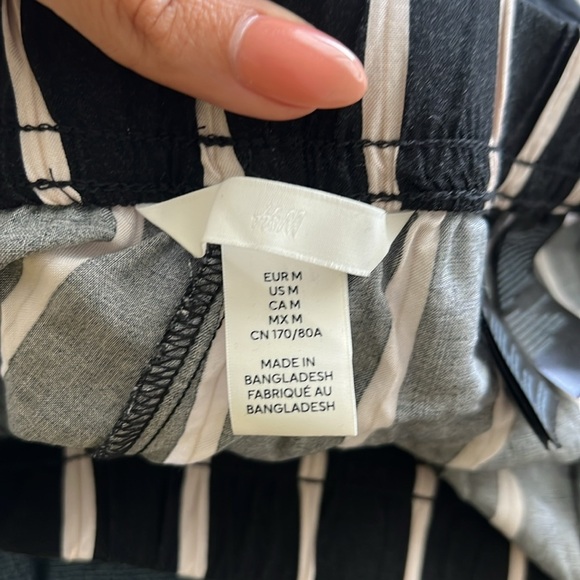 EUR M
US M
CA M
MX M
CN 170/80A
MADE IN
BANGLADESH
FABRIQUÉ AU
BANGLADESH